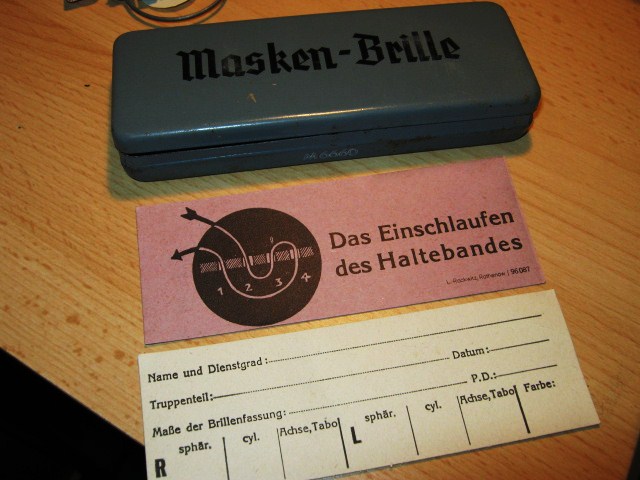 Masken-Brille
Das Einschlaufen
des Haltebandes
1 2 3 4
Name und Dienstgrad:
Truppenteil: Datum:
Maße der Brillenfassung: P.D.:
R sphär. cyl. Achse,Tabo L sphär. cyl. Achse,Tabo Farbe: